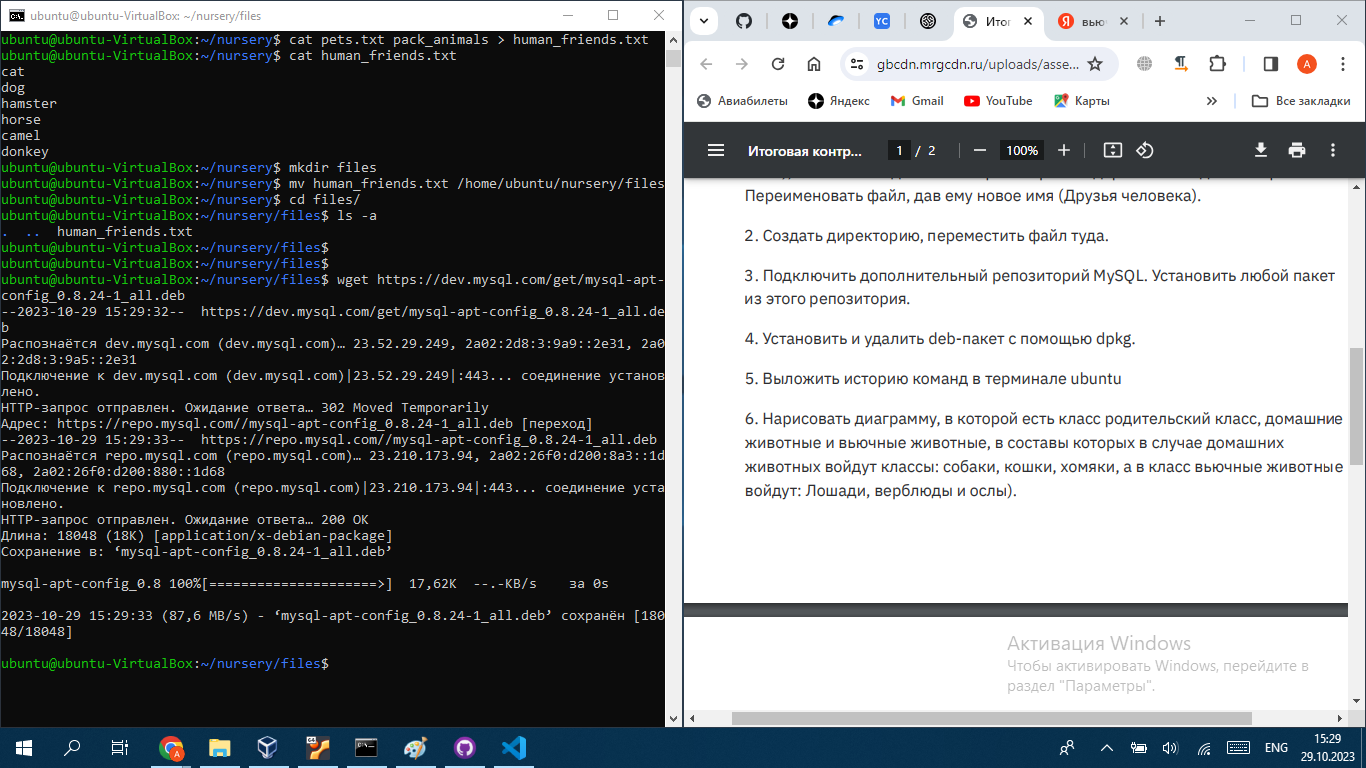 ubuntu@ubuntu-VirtualBox: ~/nursery/files
ubuntu@ubuntu-VirtualBox:~/nursery$ cat pets.txt pack_animals > human_friends.txt
ubuntu@ubuntu-VirtualBox:~/nursery$ cat human_friends.txt
cat
dog
hamster
horse
camel
donkey
ubuntu@ubuntu-VirtualBox:~/nursery$ mkdir files
ubuntu@ubuntu-VirtualBox:~/nursery$ mv human_friends.txt /home/ubuntu/nursery/files
ubuntu@ubuntu-VirtualBox:~/nursery$ cd files/
ubuntu@ubuntu-VirtualBox:~/nursery/files$ ls -a
.  ..  human_friends.txt
ubuntu@ubuntu-VirtualBox:~/nursery/files$
ubuntu@ubuntu-VirtualBox:~/nursery/files$
ubuntu@ubuntu-VirtualBox:~/nursery/files$ wget https://dev.mysql.com/get/mysql-apt-
config_0.8.24-1_all.deb
--2023-10-29 15:29:32--  https://dev.mysql.com/get/mysql-apt-config_0.8.24-1_all.de
b
Распознаётся dev.mysql.com (dev.mysql.com)… 23.52.29.249, 2a02:2d8:3:9a9::2e31, 2a0
2:2d8:3:9a5::2e31
Подключение к dev.mysql.com (dev.mysql.com)|23.52.29.249|:443... соединение установ
лено.
HTTP-запрос отправлен. Ожидание ответа… 302 Moved Temporarily
Адрес: https://repo.mysql.com//mysql-apt-config_0.8.24-1_all.deb [переход]
--2023-10-29 15:29:33--  https://repo.mysql.com//mysql-apt-config_0.8.24-1_all.deb
Распознаётся repo.mysql.com (repo.mysql.com)… 23.210.173.94, 2a02:26f0:d200:8a3::1d
68, 2a02:26f0:d200:880::1d68
Подключение к repo.mysql.com (repo.mysql.com)|23.210.173.94|:443... соединение уста
новлено.
HTTP-запрос отправлен. Ожидание ответа… 200 OK
Длина: 18048 (18K) [application/x-debian-package]
Сохранение в: ‘mysql-apt-config_0.8.24-1_all.deb’
mysql-apt-config_0.8 100%[=====================>]  17,62K  --.-KB/s    за 0s
2023-10-29 15:29:33 (87,6 MB/s) - ‘mysql-apt-config_0.8.24-1_all.deb’ сохранён [180
48/18048]
ubuntu@ubuntu-VirtualBox:~/nursery/files$
YC
Итог
Я
вьюч
gbcdn.mrgcdn.ru/uploads/asse...
A
Авиабилеты
Яндекс
Gmail
YouTube
Карты
Все закладки
Итоговая контр...
1 / 2
100%
Переименовать файл, дав ему новое имя (Друзья человека).
2. Создать директорию, переместить файл туда.
3. Подключить дополнительный репозиторий MySQL. Установить любой пакет
из этого репозитория.
4. Установить и удалить deb-пакет с помощью dpkg.
5. Выложить историю команд в терминале ubuntu
6. Нарисовать диаграмму, в которой есть класс родительский класс, домашние
животные и вьючные животные, в составы которых в случае домашних
животных войдут классы: собаки, кошки, хомяки, а в класс вьючные животные
войдут: Лошади, верблюды и ослы).
Активация Windows
Чтобы активировать Windows, перейдите в
раздел "Параметры".
ENG
15:29
29.10.2023